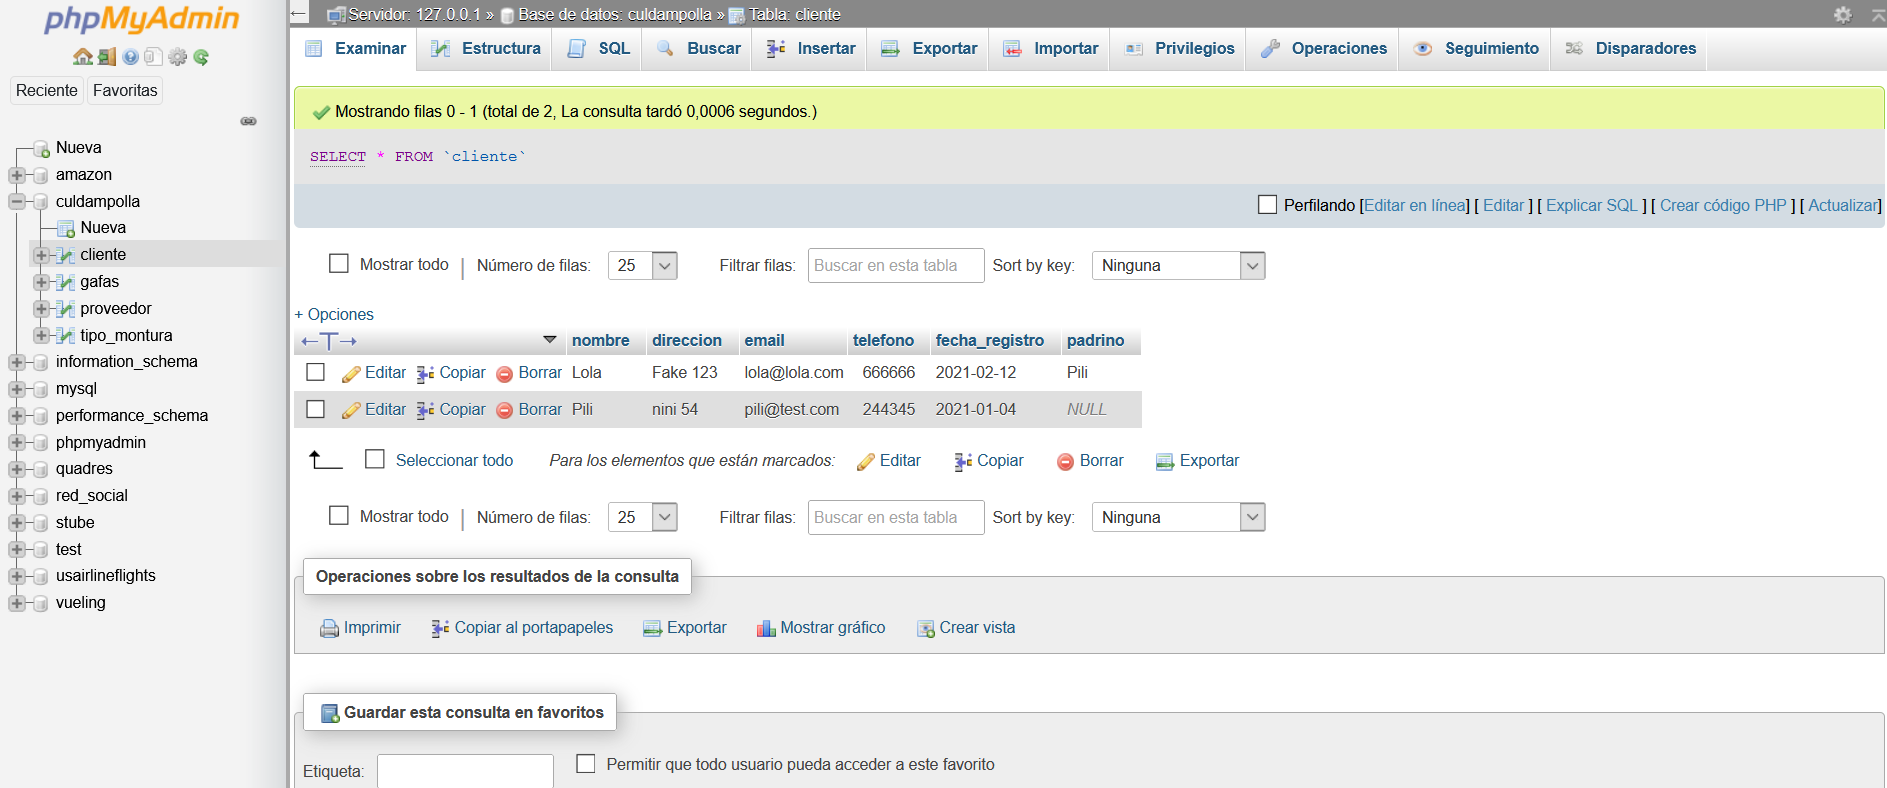 phpMyAdmin
Reciente Favoritas
Nueva
amazon
culdampolla
Nueva
cliente
gafas
proveedor
tipo_montura
information_schema
mysql
performance_schema
phpmyadmin
quadres
red_social
stube
test
usairlineflights
vueling
Servidor: 127.0.0.1 » Base de datos: culdampolla » Tabla: cliente
Examinar Estructura SQL Buscar Insertar Exportar Importar Privilegios Operaciones Seguimiento Disparadores
Mostrando filas 0 - 1 (total de 2, La consulta tardó 0,0006 segundos.)
SELECT * FROM `cliente`
Perfilando [Editar en línea] [ Editar ] [ Explicar SQL ] [ Crear código PHP ] [ Actualizar]
Mostrar todo | Número de filas: 25 Filtrar filas: Buscar en esta tabla Sort by key: Ninguna
+ Opciones
←T→ nombre direccion email telefono fecha_registro padrino
Editar Copiar Borrar Lola Fake 123 lola@lola.com 666666 2021-02-12 Pili
Editar Copiar Borrar Pili nini 54 pili@test.com 244345 2021-01-04 NULL
Seleccionar todo Para los elementos que están marcados: Editar Copiar Borrar Exportar
Mostrar todo | Número de filas: 25 Filtrar filas: Buscar en esta tabla Sort by key: Ninguna
Operaciones sobre los resultados de la consulta
Imprimir Copiar al portapapeles Exportar Mostrar gráfico Crear vista
Guardar esta consulta en favoritos
Etiqueta: Permitir que todo usuario pueda acceder a este favorito